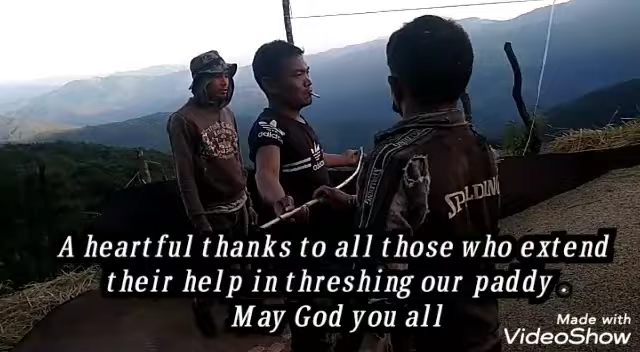 adidas
SPALDING
A heartful thanks to all those who extend
their help in threshing our paddy .
May God you all
Made with
VideoShow